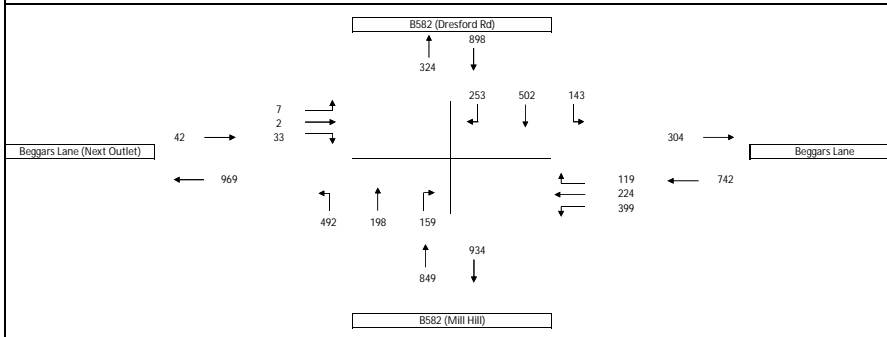 B582 (Dresford Rd)
898
324
253 502 143
7
2
33
42
304
Beggars Lane (Next Outlet)
Beggars Lane
969
119
224
399
742
492 198 159
934
849
B582 (Mill Hill)